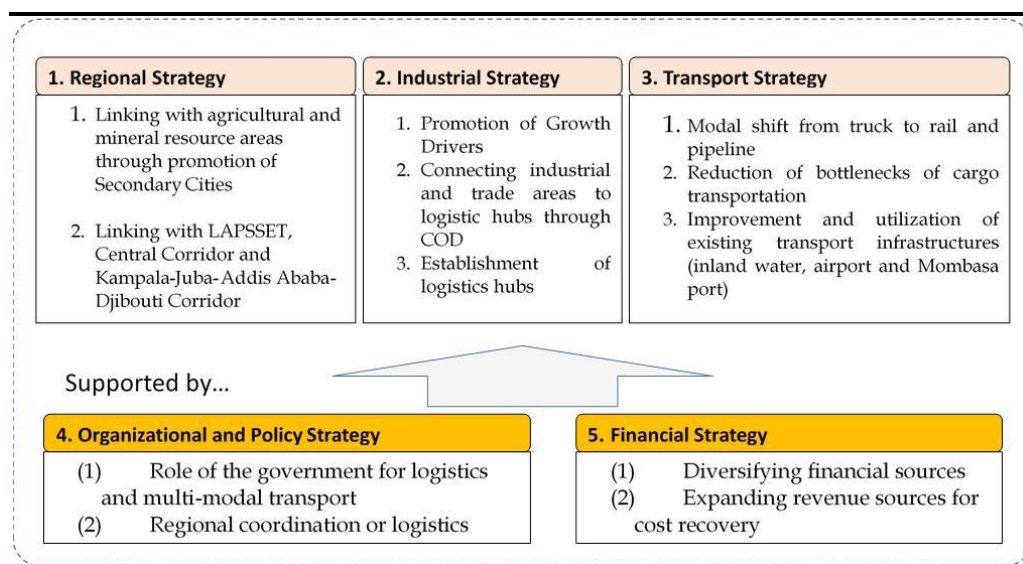 1. Regional Strategy
1. Linking with agricultural and
mineral resource areas
through promotion of
Secondary Cities
2. Linking with LAPSSET,
Central Corridor and
Kampala-Juba-Addis Ababa-
Djibouti Corridor
2. Industrial Strategy
1. Promotion of Growth
Drivers
2. Connecting industrial
and trade areas to
logistic hubs through
COD
3. Establishment of
logistics hubs
3. Transport Strategy
1. Modal shift from truck to rail and
pipeline
2. Reduction of bottlenecks of cargo
transportation
3. Improvement and utilization of
existing transport infrastructures
(inland water, airport and Mombasa
port)
Supported by...
4. Organizational and Policy Strategy
(1) Role of the government for logistics
and multi-modal transport
(2) Regional coordination or logistics
5. Financial Strategy
(1) Diversifying financial sources
(2) Expanding revenue sources for
cost recovery